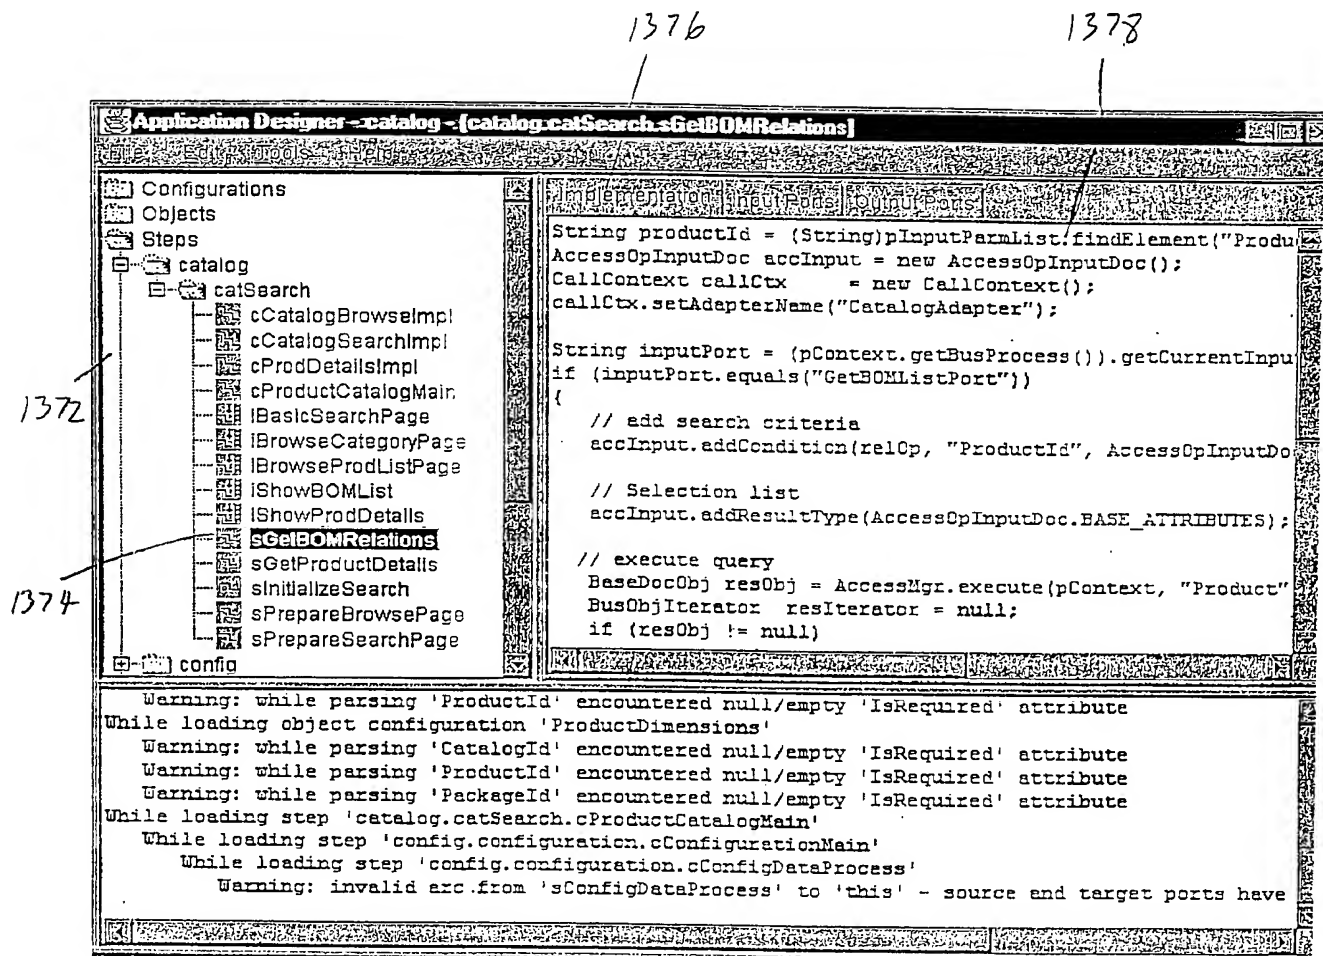 1376
1378
Application Designer - catalog - [catalog.catSearch.sGetBOMRelations]
File Edit Tools Help
Configurations
Objects
Steps
catalog
catSearch
cCatalogBrowseImpl
cCatalogSearchImpl
cProdDetailsImpl
cProductCatalogMain
iBasicSearchPage
iBrowseCategoryPage
iBrowseProdListPage
iShowBOMList
iShowProdDetails
sGetBOMRelations
sGetProductDetails
sInitializeSearch
sPrepareBrowsePage
sPrepareSearchPage
config
1372
1374
Implementation Input Ports Output Ports
String productId = (String)pInputParmList.findElement("Produ
AccessOpInputDoc accInput = new AccessOpInputDoc();
CallContext callCtx = new CallContext();
callCtx.setAdapterName("CatalogAdapter");
String inputPort = (pContext.getBusProcess()).getCurrentInpu
if (inputPort.equals("GetBOMListPort"))
{
// add search criteria
accInput.addCondition(relOp, "ProductId", AccessOpInputDo
// Selection list
accInput.addResultType(AccessOpInputDoc.BASE_ATTRIBUTES);
// execute query
BaseDocObj resObj = AccessMgr.execute(pContext, "Product"
BusObjIterator resIterator = null;
if (resObj != null)
Warning: while parsing 'ProductId' encountered null/empty 'IsRequired' attribute
While loading object configuration 'ProductDimensions'
Warning: while parsing 'CatalogId' encountered null/empty 'IsRequired' attribute
Warning: while parsing 'ProductId' encountered null/empty 'IsRequired' attribute
Warning: while parsing 'PackageId' encountered null/empty 'IsRequired' attribute
While loading step 'catalog.catSearch.cProductCatalogMain'
While loading step 'config.configuration.cConfigurationMain'
While loading step 'config.configuration.cConfigDataProcess'
Warning: invalid arc from 'sConfigDataProcess' to 'this' - source and target ports have